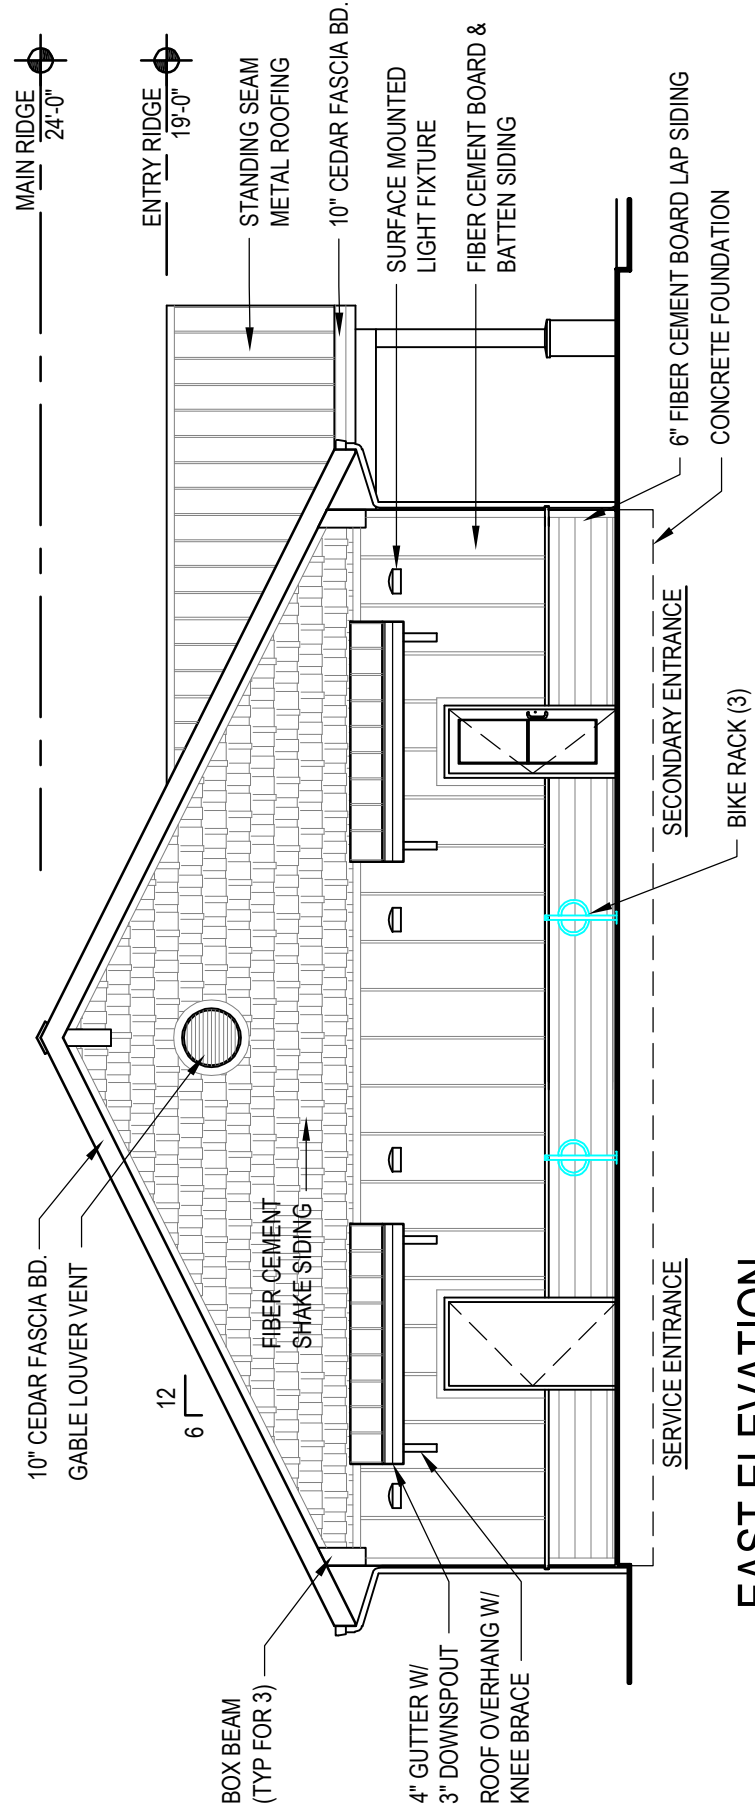 MAIN RIDGE
24'-0"
ENTRY RIDGE
19'-0"
STANDING SEAM
METAL ROOFING
10" CEDAR FASCIA BD.
SURFACE MOUNTED
LIGHT FIXTURE
FIBER CEMENT BOARD &
BATTEN SIDING
6" FIBER CEMENT BOARD LAP SIDING
CONCRETE FOUNDATION
10" CEDAR FASCIA BD.
GABLE LOUVER VENT
12
6
FIBER CEMENT
SHAKE SIDING
BOX BEAM
(TYP FOR 3)
4" GUTTER W/
3" DOWNSPOUT
ROOF OVERHANG W/
KNEE BRACE
SERVICE ENTRANCE
SECONDARY ENTRANCE
BIKE RACK (3)
EAST ELEVATION